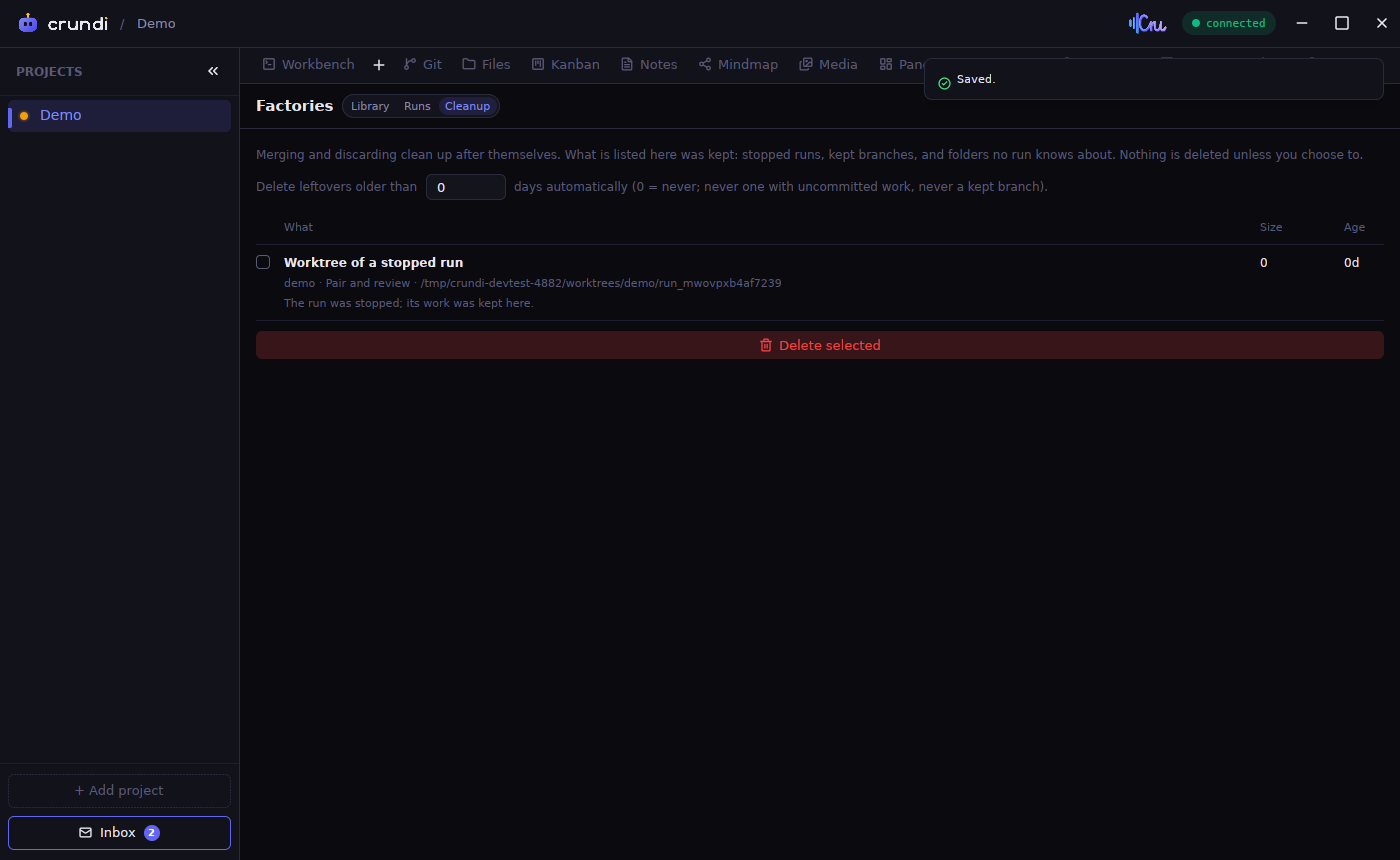 crundi / Demo
Cru
connected
PROJECTS
Workbench
Git
Files
Kanban
Notes
Mindmap
Media
Saved.
Demo
Factories
Library
Runs
Cleanup
Merging and discarding clean up after themselves. What is listed here was kept: stopped runs, kept branches, and folders no run knows about. Nothing is deleted unless you choose to.
Delete leftovers older than 0 days automatically (0 = never; never one with uncommitted work, never a kept branch).
What Size Age
Worktree of a stopped run 0 0d
demo · Pair and review · /tmp/crundi-devtest-4882/worktrees/demo/run_mwovpxb4af7239
The run was stopped; its work was kept here.
Delete selected
+ Add project
Inbox 2